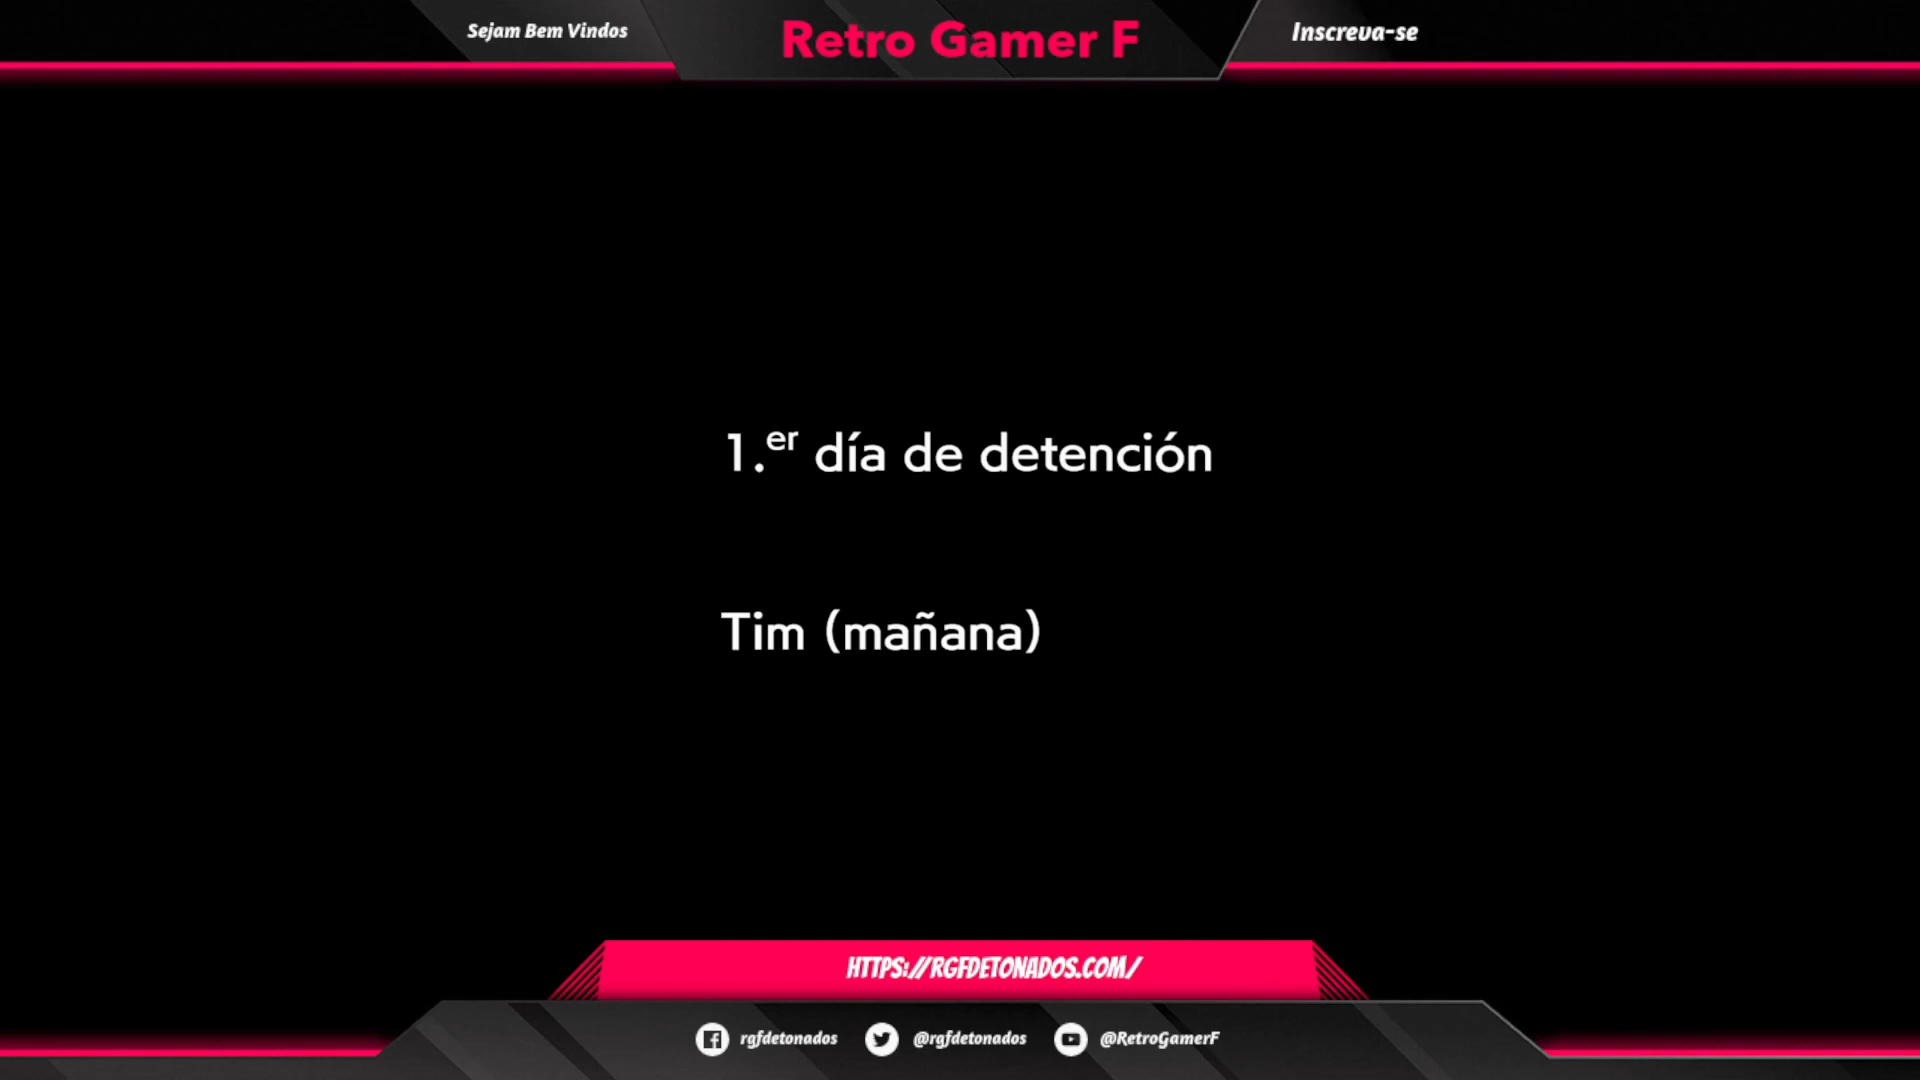 Sejam Bem Vindos
Retro Gamer F
Inscreva-se
1.er día de detención
Tim (mañana)
HTTPS://RGFDETONADOS.COM/
rgfdetonados
@rgfdetonados
@RetroGamerF